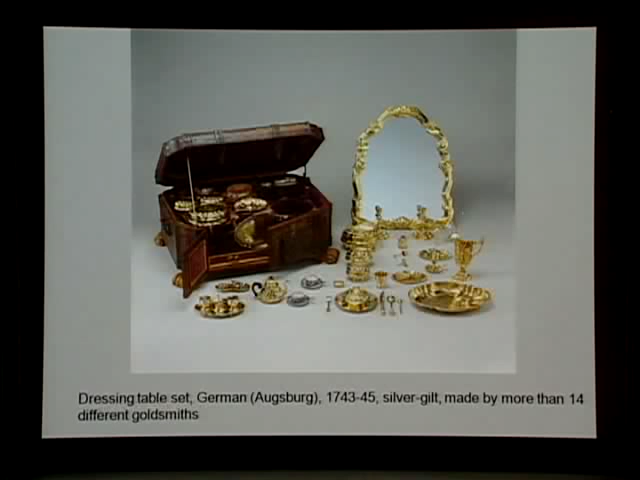 Dressing table set, German (Augsburg), 1743-45, silver-gilt, made by more than 14
different goldsmiths